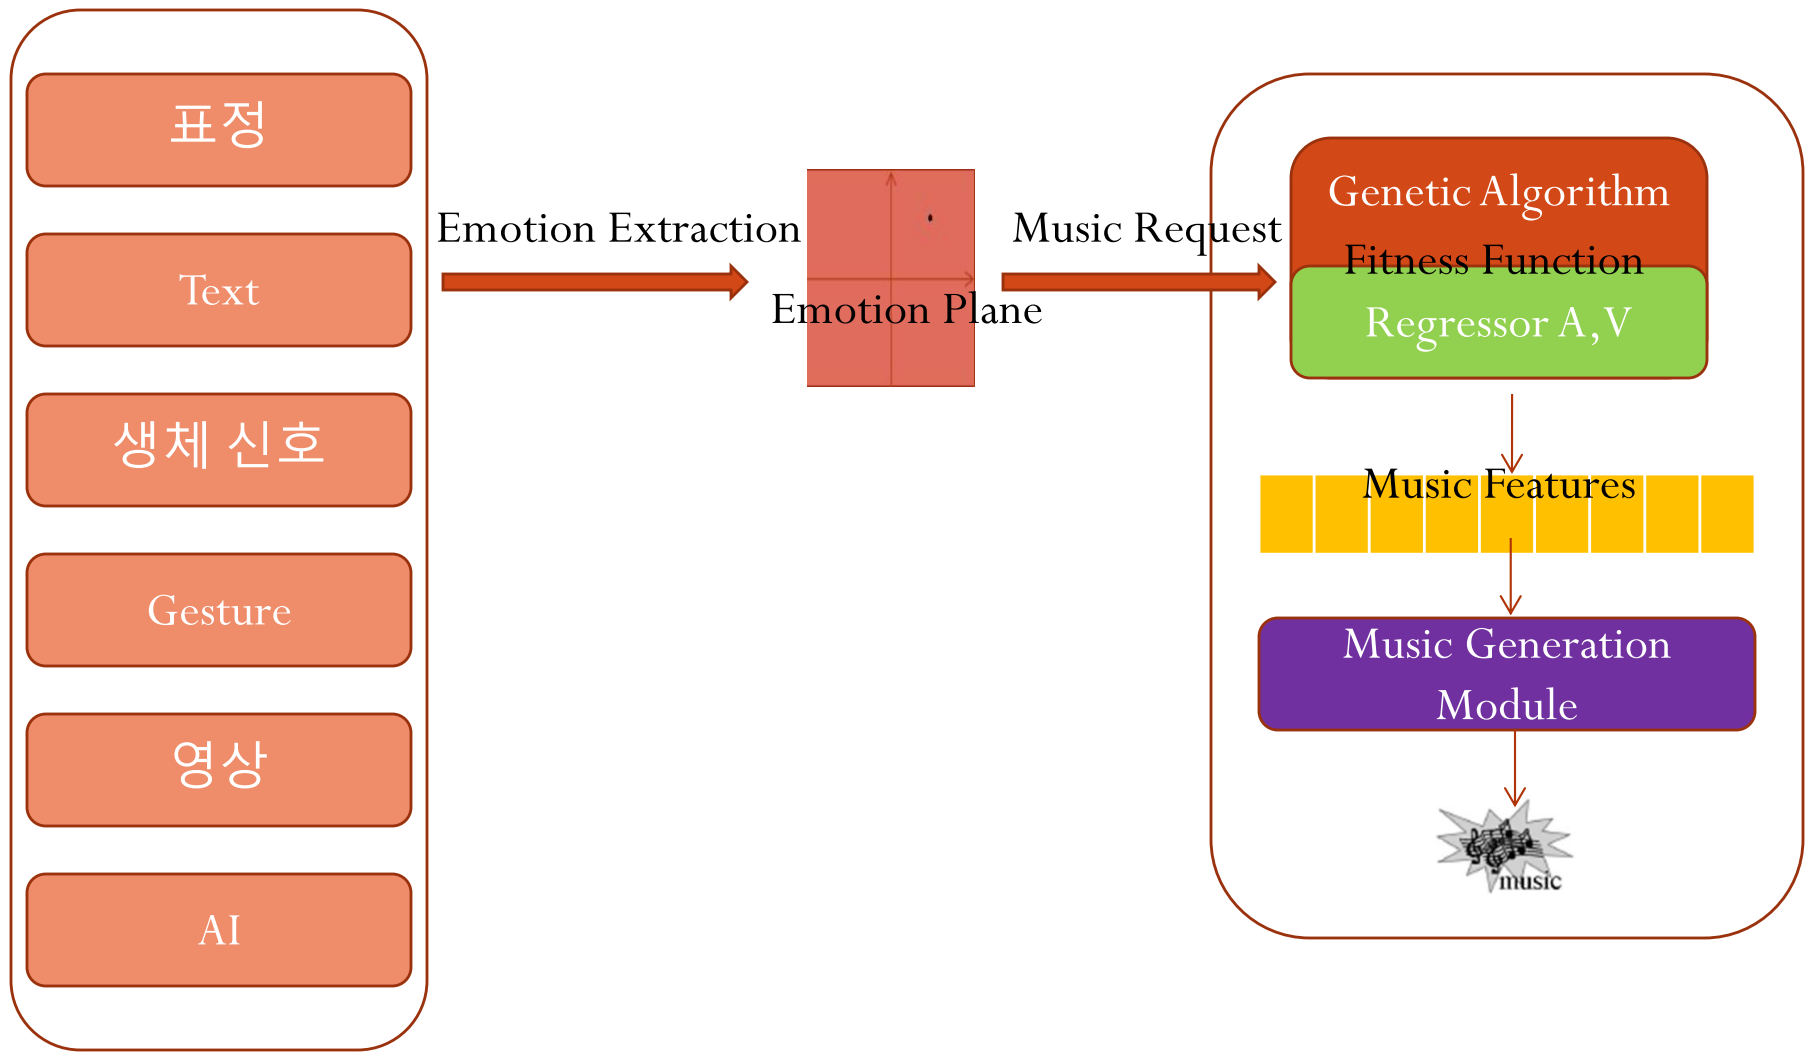 표정
Text
생체 신호
Gesture
영상
AI
Emotion Extraction
Emotion Plane
Music Request
Genetic Algorithm
Fitness Function
Regressor A,V
Music Features
Music Generation
Module
music